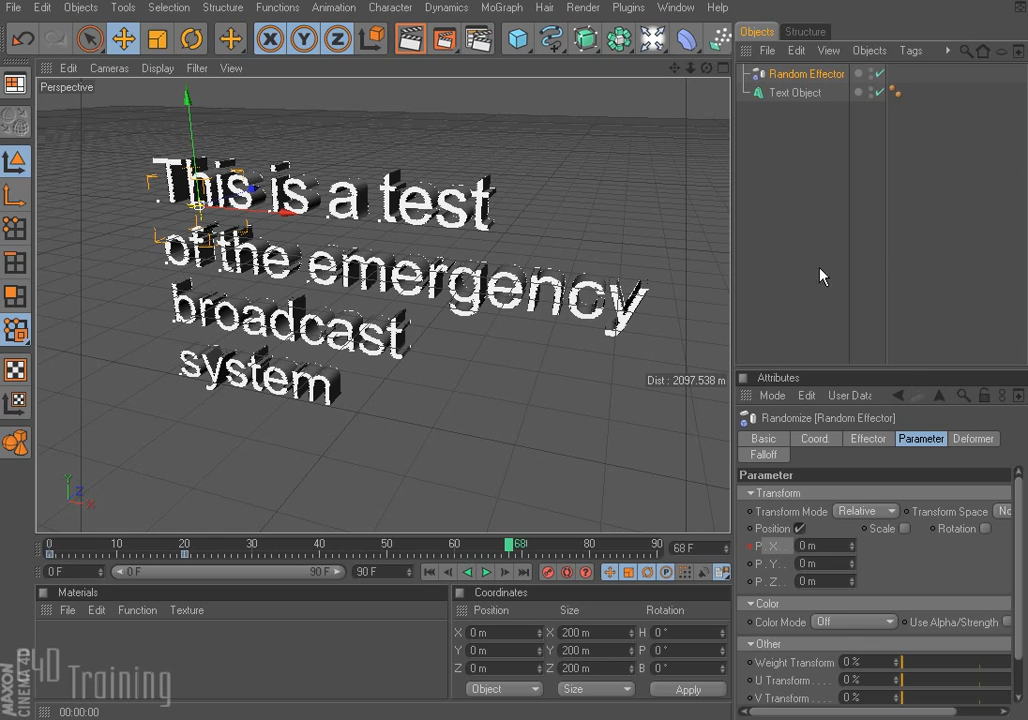 File Edit Objects Tools Selection Structure Functions Animation Character Dynamics MoGraph Hair Render Plugins Window Help
X Y Z
Objects Structure
File Edit View Objects Tags
Random Effector
Text Object
Edit Cameras Display Filter View
Perspective
This is a test
of the emergency
broadcast
system
Dist : 2097.538 m
Y Z X
Attributes
Mode Edit User Data
Randomize [Random Effector]
Basic Coord. Effector Parameter Deformer
Falloff
Parameter
Transform
Transform Mode Relative Transform Space
Position Scale Rotation
P . X . 0 m
P . Y . . 0 m
P . Z . . 0 m
Color
Color Mode Off Use Alpha/Strength
Other
Weight Transform 0 %
U Transform . . . . 0 %
V Transform . . . . 0 %
0 10 20 30 40 50 60 68 70 80 90 68 F
0 F 0 F 90 F 90 F
Materials
File Edit Function Texture
Coordinates
Position Size Rotation
X 0 m X 200 m H 0 °
Y 0 m Y 200 m P 0 °
Z 0 m Z 200 m B 0 °
Object Size Apply
MAXON
CINEMA 4D
4D Training
00:00:00